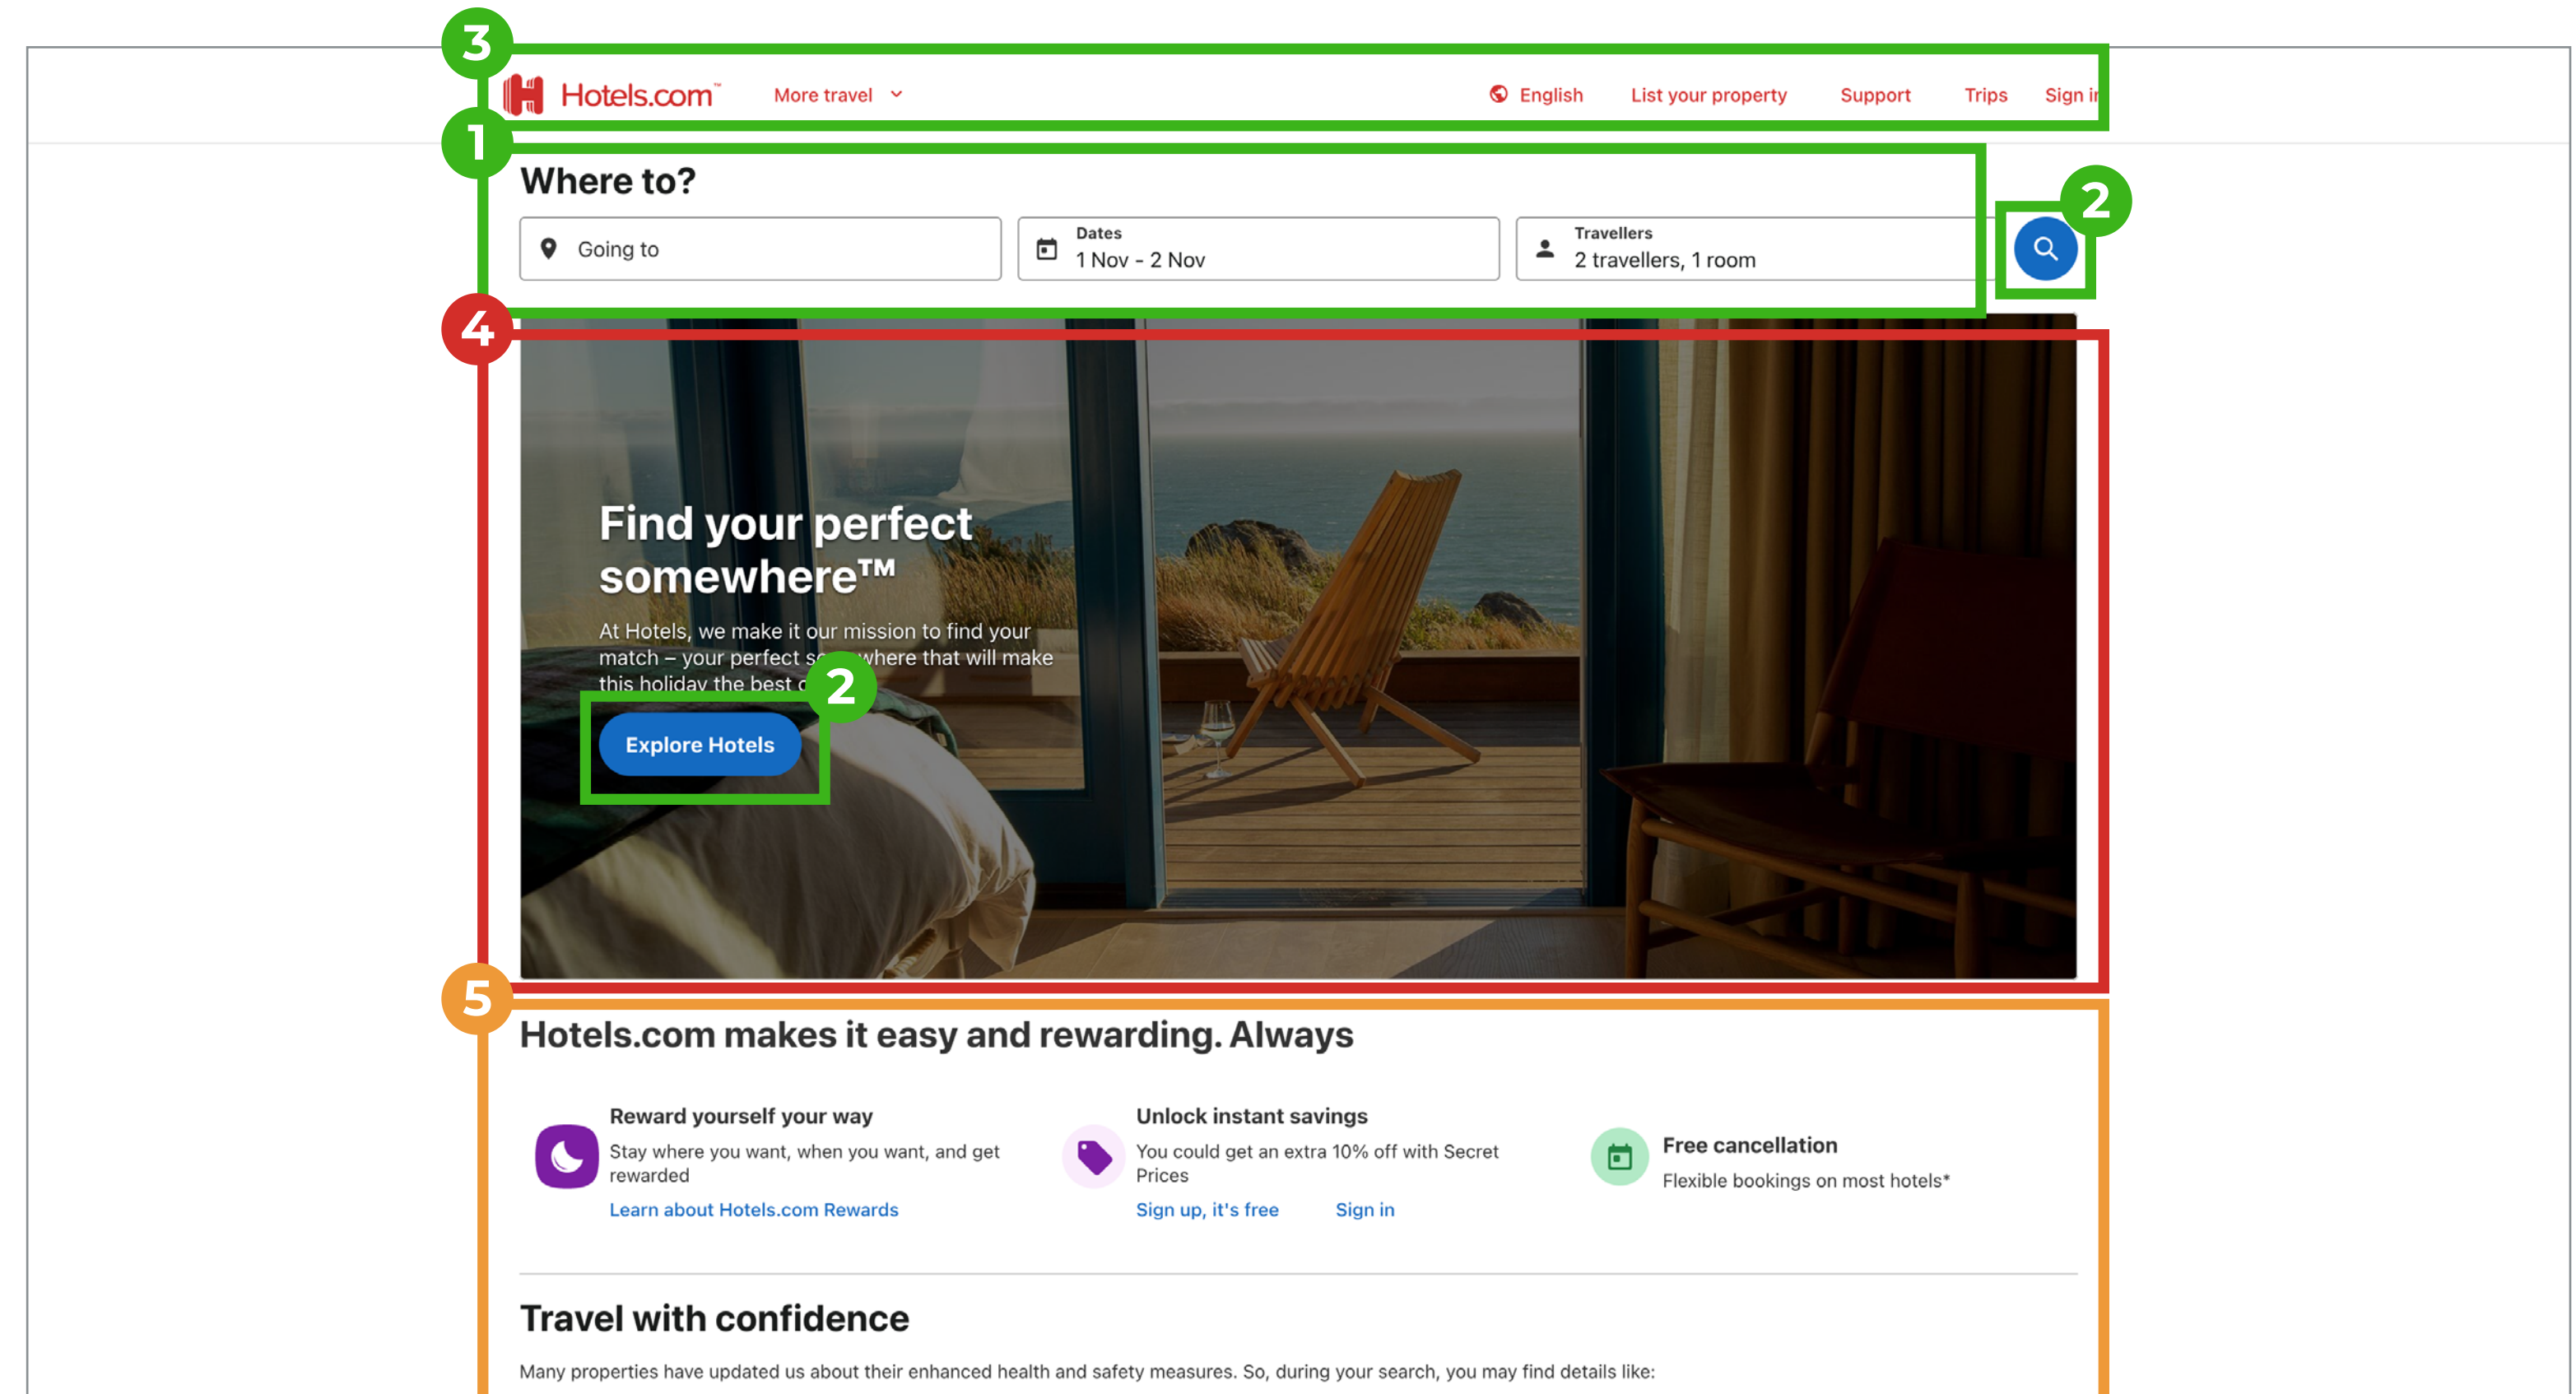 3
Hotels.com™
More travel
English
List your property
Support
Trips
Sign in
1
Where to?
2
Going to
Dates
1 Nov - 2 Nov
Travellers
2 travellers, 1 room
4
Find your perfect
somewhere™
At Hotels, we make it our mission to find your
match – your perfect somewhere that will make
this holiday the best
2
Explore Hotels
5
Hotels.com makes it easy and rewarding. Always
Reward yourself your way
Stay where you want, when you want, and get
rewarded
Learn about Hotels.com Rewards
Unlock instant savings
You could get an extra 10% off with Secret
Prices
Sign up, it's free
Sign in
Free cancellation
Flexible bookings on most hotels*
Travel with confidence
Many properties have updated us about their enhanced health and safety measures. So, during your search, you may find details like: